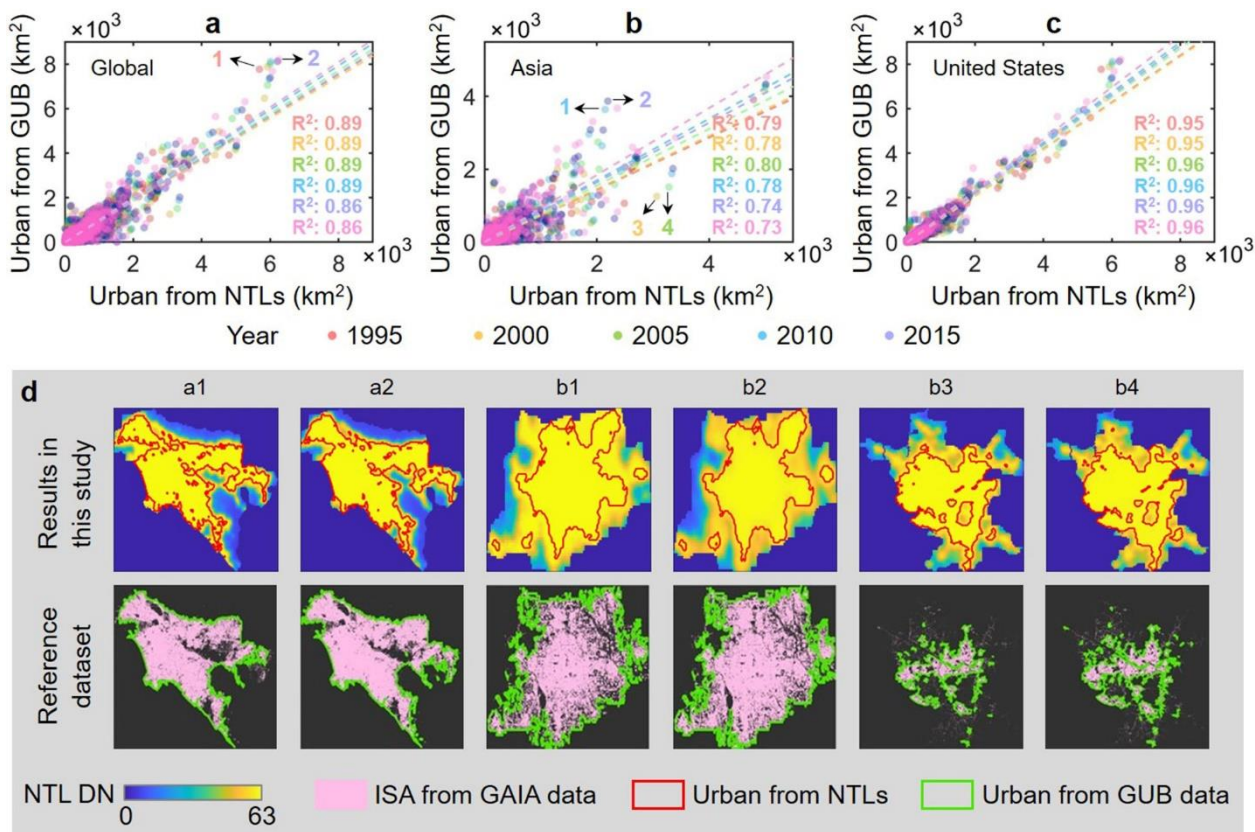 a
×10³
Urban from GUB (km²)
8
6
4
2
0
Global
1
2
R²: 0.89
R²: 0.89
R²: 0.89
R²: 0.89
R²: 0.86
R²: 0.86
0 2 4 6 8
×10³
Urban from NTLs (km²)
b
×10³
Urban from GUB (km²)
4
2
0
Asia
1
2
3
4
R²: 0.79
R²: 0.78
R²: 0.80
R²: 0.78
R²: 0.74
R²: 0.73
0 2 4
×10³
Urban from NTLs (km²)
c
×10³
Urban from GUB (km²)
8
6
4
2
0
United States
R²: 0.95
R²: 0.95
R²: 0.96
R²: 0.96
R²: 0.96
R²: 0.96
0 2 4 6 8
×10³
Urban from NTLs (km²)
Year 1995 2000 2005 2010 2015
d
a1 a2 b1 b2 b3 b4
Results in
this study
Reference
dataset
NTL DN
0 63
ISA from GAIA data
Urban from NTLs
Urban from GUB data